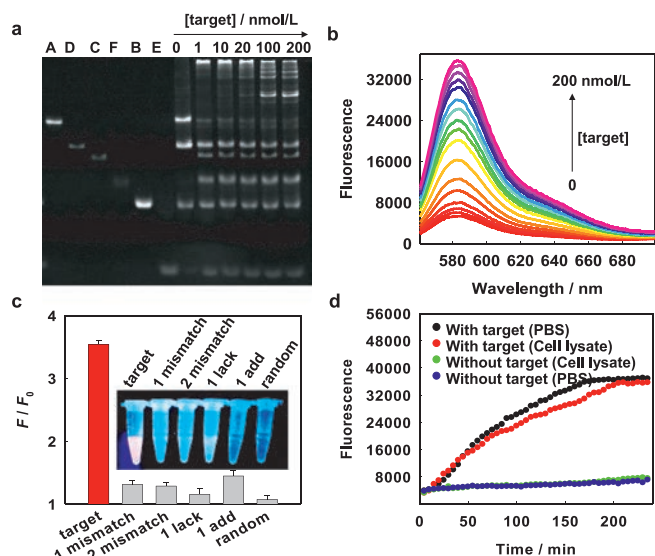 a
[target] / nmol/L
A D C F B E 0 1 10 20 100 200
b
Fluorescence
32000
24000
16000
8000
0
200 nmol/L
[target]
0
580 600 620 640 660 680
Wavelength / nm
c
F / F0
4
3
2
1
target
1 mismatch
2 mismatch
1 lack
1 add
random
target
1 mismatch
2 mismatch
1 lack
1 add
random
d
Fluorescence
56000
48000
40000
32000
24000
16000
8000
With target (PBS)
With target (Cell lysate)
Without target (Cell lysate)
Without target (PBS)
0 50 100 150 200
Time / min